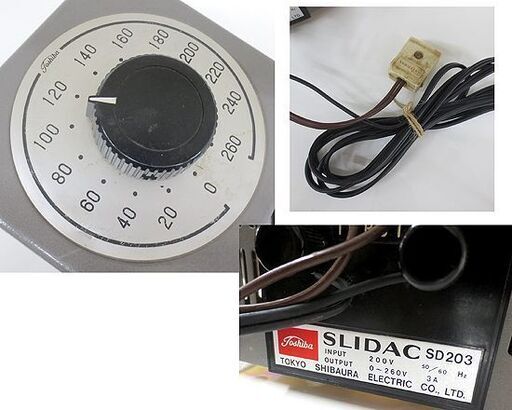 Toshiba
0
20
40
60
80
100
120
140
160
180
200
220
240
260
Toshiba
SLIDAC SD203
INPUT 200V 50/60 Hz
OUTPUT 0~260V 3A
TOKYO SHIBAURA ELECTRIC CO., LTD.
LTD.